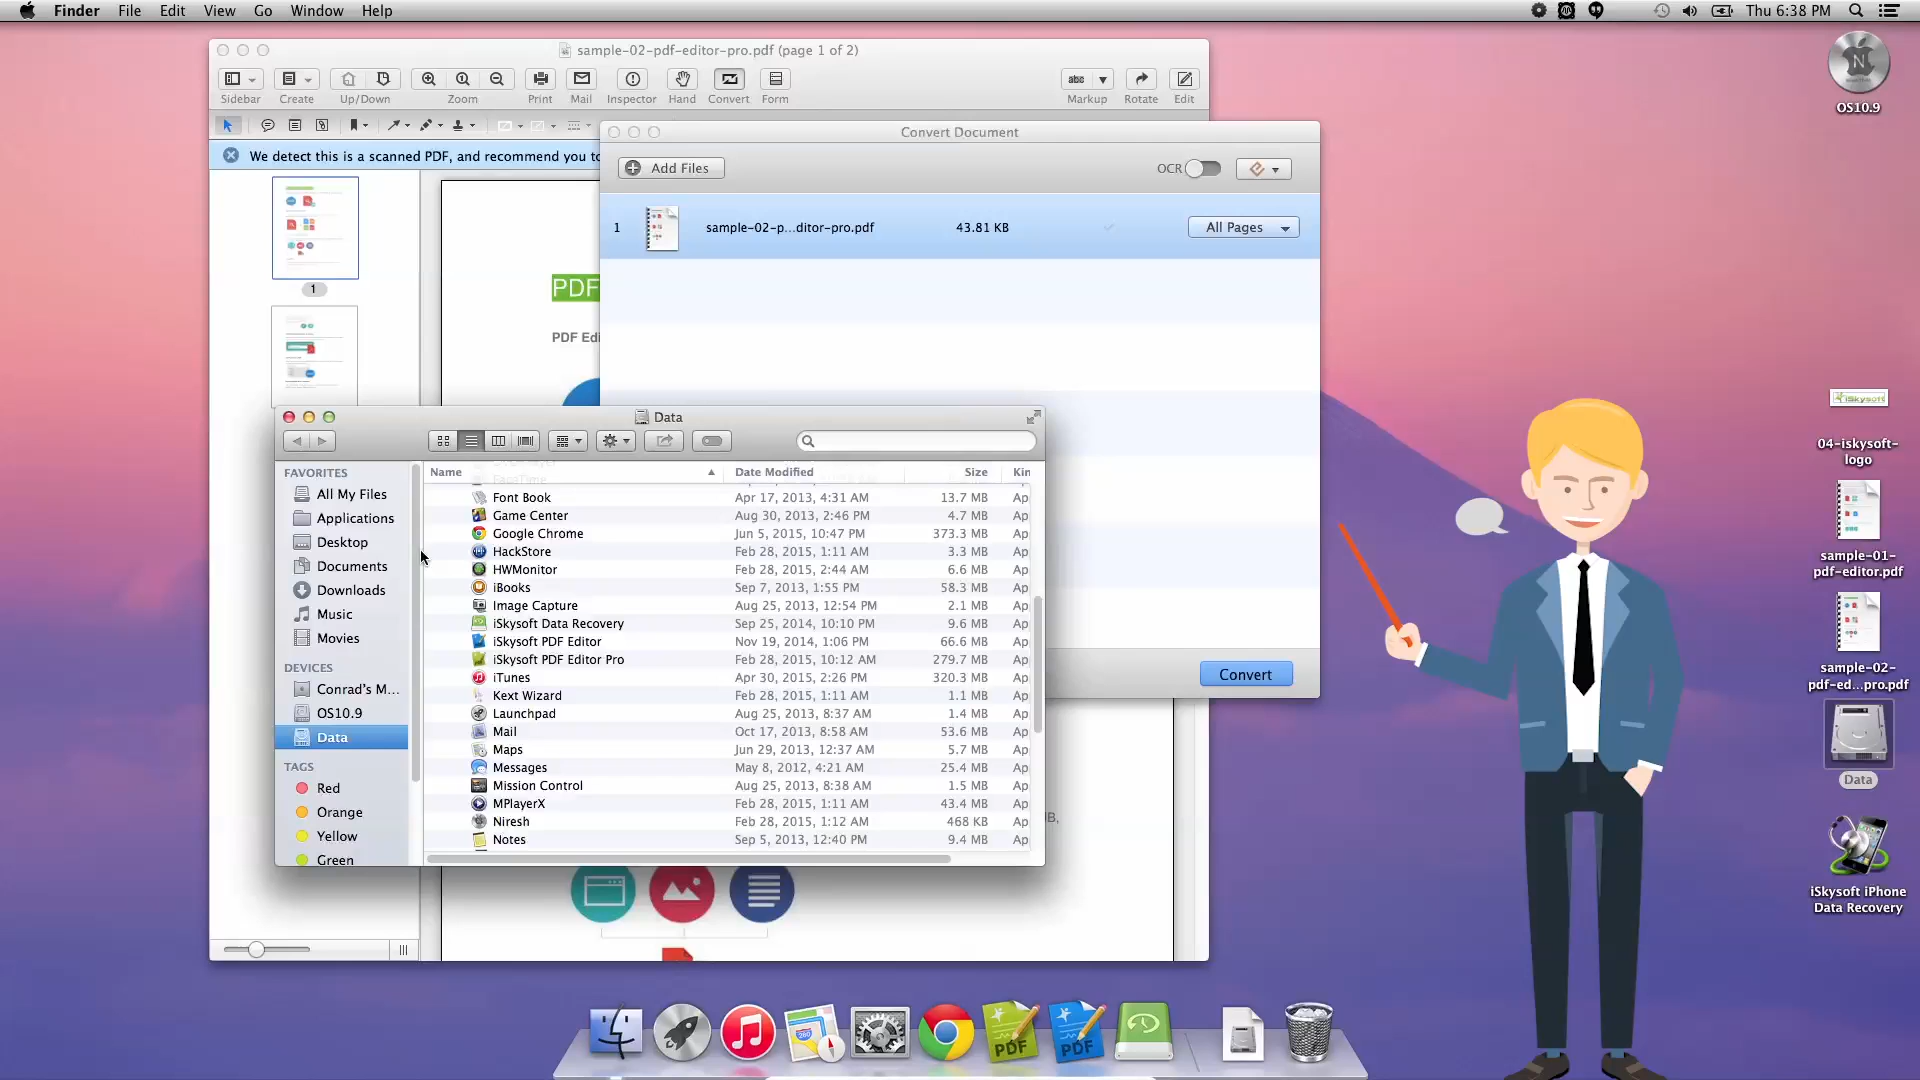 Finder File Edit View Go Window Help
Thu 6:38 PM
sample-02-pdf-editor-pro.pdf (page 1 of 2)
Sidebar Create Up/Down Zoom Print Mail Inspector Hand Convert Form
abc
Markup Rotate Edit
We detect this is a scanned PDF, and recommend you to
1
PDF
PDF Edi
Convert Document
Add Files
OCR
1 sample-02-p...ditor-pro.pdf 43.81 KB All Pages
Convert
Data
FAVORITES
All My Files
Applications
Desktop
Documents
Downloads
Music
Movies
DEVICES
Conrad's M...
OS10.9
Data
TAGS
Red
Orange
Yellow
Green
Name Date Modified Size Kin
FaceTime
Font Book Apr 17, 2013, 4:31 AM 13.7 MB Ap
Game Center Aug 30, 2013, 2:46 PM 4.7 MB Ap
Google Chrome Jun 5, 2015, 10:47 PM 373.3 MB Ap
HackStore Feb 28, 2015, 1:11 AM 3.3 MB Ap
HWMonitor Feb 28, 2015, 2:44 AM 6.6 MB Ap
iBooks Sep 7, 2013, 1:55 PM 58.3 MB Ap
Image Capture Aug 25, 2013, 12:54 PM 2.1 MB Ap
iSkysoft Data Recovery Sep 25, 2014, 10:10 PM 9.6 MB Ap
iSkysoft PDF Editor Nov 19, 2014, 1:06 PM 66.6 MB Ap
iSkysoft PDF Editor Pro Feb 28, 2015, 10:12 AM 279.7 MB Ap
iTunes Apr 30, 2015, 2:26 PM 320.3 MB Ap
Kext Wizard Feb 28, 2015, 1:11 AM 1.1 MB Ap
Launchpad Aug 25, 2013, 8:37 AM 1.4 MB Ap
Mail Oct 17, 2013, 8:58 AM 53.6 MB Ap
Maps Jun 29, 2013, 12:37 AM 5.7 MB Ap
Messages May 8, 2012, 4:21 AM 25.4 MB Ap
Mission Control Aug 25, 2013, 8:38 AM 1.5 MB Ap
MPlayerX Feb 28, 2015, 1:11 AM 43.4 MB Ap
Niresh Feb 28, 2015, 1:12 AM 468 KB Ap
Notes Sep 5, 2013, 12:40 PM 9.4 MB Ap
UB,
N
OS10.9
iSkysoft
04-iskysoft-
logo
sample-01-
pdf-editor.pdf
sample-02-
pdf-ed...pro.pdf
Data
iSkysoft iPhone
Data Recovery
280
PDF
PDF